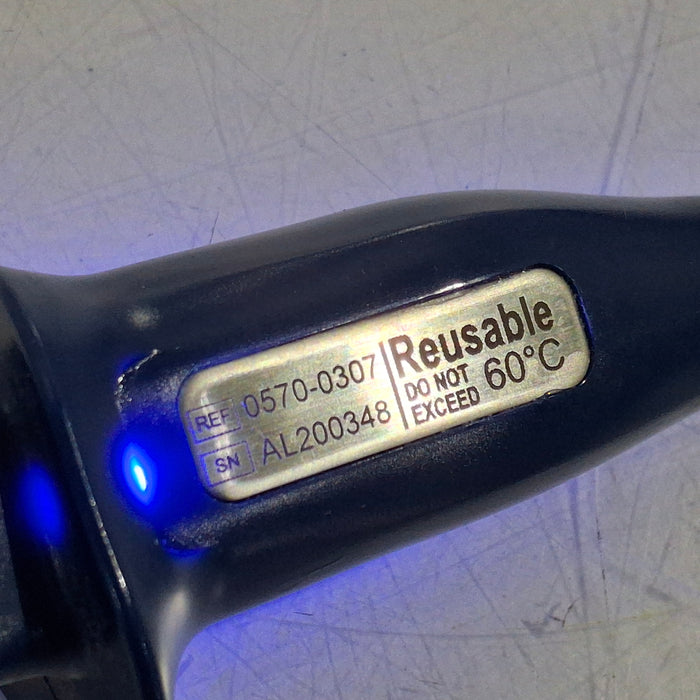 REF 0570-0307
SN AL200348
Reusable
DO NOT
EXCEED 60°C